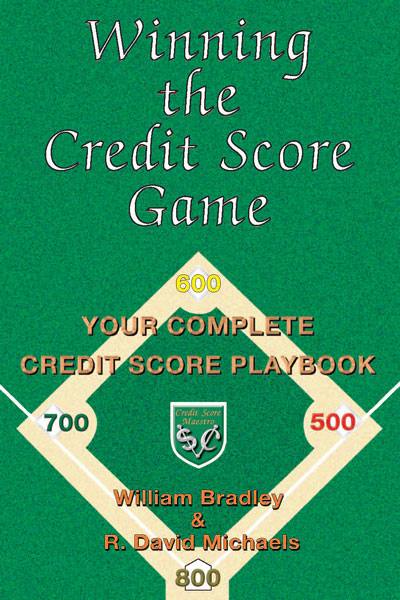 Winning
the
Credit Score
Game
600
YOUR COMPLETE
CREDIT SCORE PLAYBOOK
700
500
Credit Score
Maestro
William Bradley
&
R. David Michaels
800